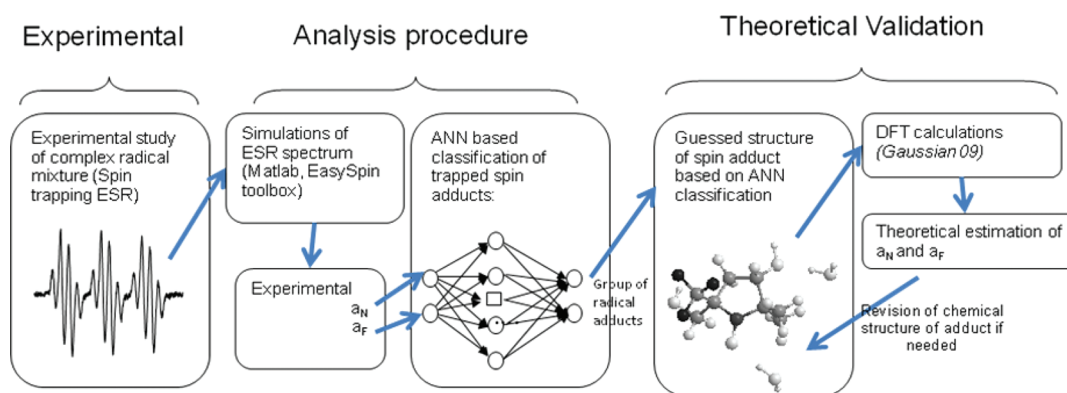 Experimental
Analysis procedure
Theoretical Validation
Experimental study
of complex radical
mixture (Spin
trapping ESR)
Simulations of
ESR spectrum
(Matlab, EasySpin
toolbox)
Experimental
aN
aF
ANN based
classification of
trapped spin
adducts:
Group of
radical
adducts
Guessed structure
of spin adduct
based on ANN
classification
DFT calculations
(Gaussian 09)
Theoretical estimation of
aN and aF
Revision of chemical
structure of adduct if
needed